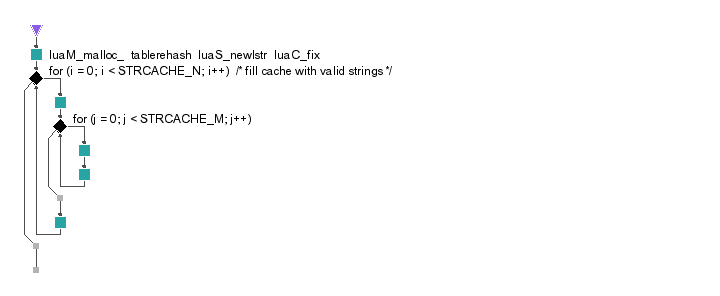 luaM_malloc_ tablerehash luaS_newlstr luaC_fix
for (i = 0; i < STRCACHE_N; i++) /* fill cache with valid strings */
for (j = 0; j < STRCACHE_M; j++)